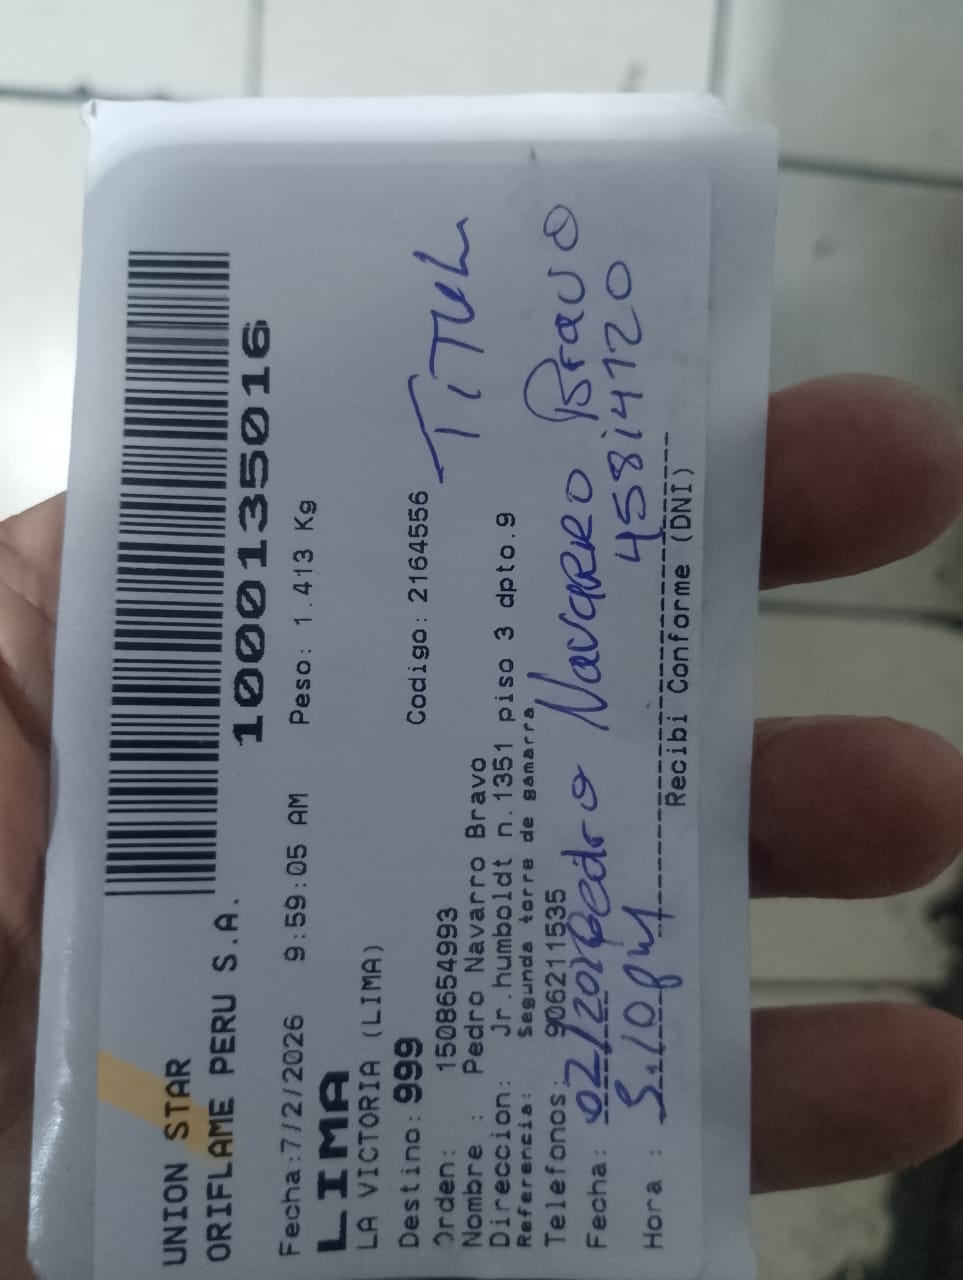 UNION STAR
ORIFLAME PERU S.A.
1000135016
Fecha:7/2/2026 9:59:05 AM Peso: 1.413 Kg
LIMA
LA VICTORIA (LIMA)
Destino: 999 Codigo: 2164556
Orden: 1508654993
Nombre : Pedro Navarro Bravo
Direccion: Jr.humboldt n.1351 piso 3 dpto.9
Referencia: Segunda torre de gamarra
Telefonos: 906211535
Fecha: Pedro Navarro Bravo
Hora : 45814120
Recibi Conforme (DNI)